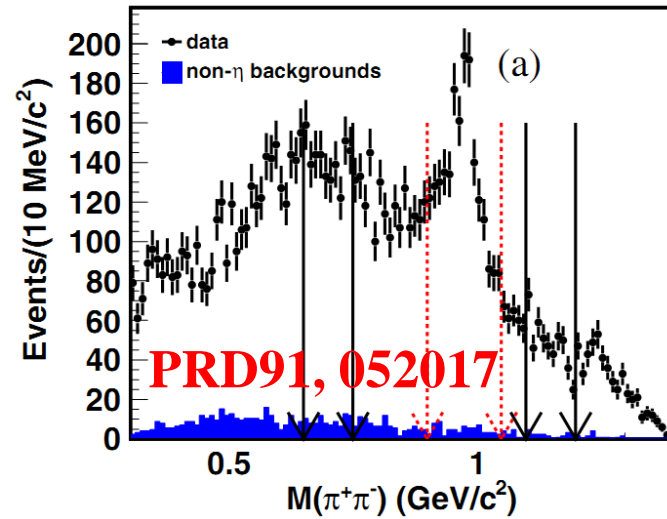 200
180
160
140
120
100
80
60
40
20
0
Events/(10 MeV/c²)
data
non-η backgrounds
(a)
PRD91, 052017
0.5
1
M(π⁺π⁻) (GeV/c²)